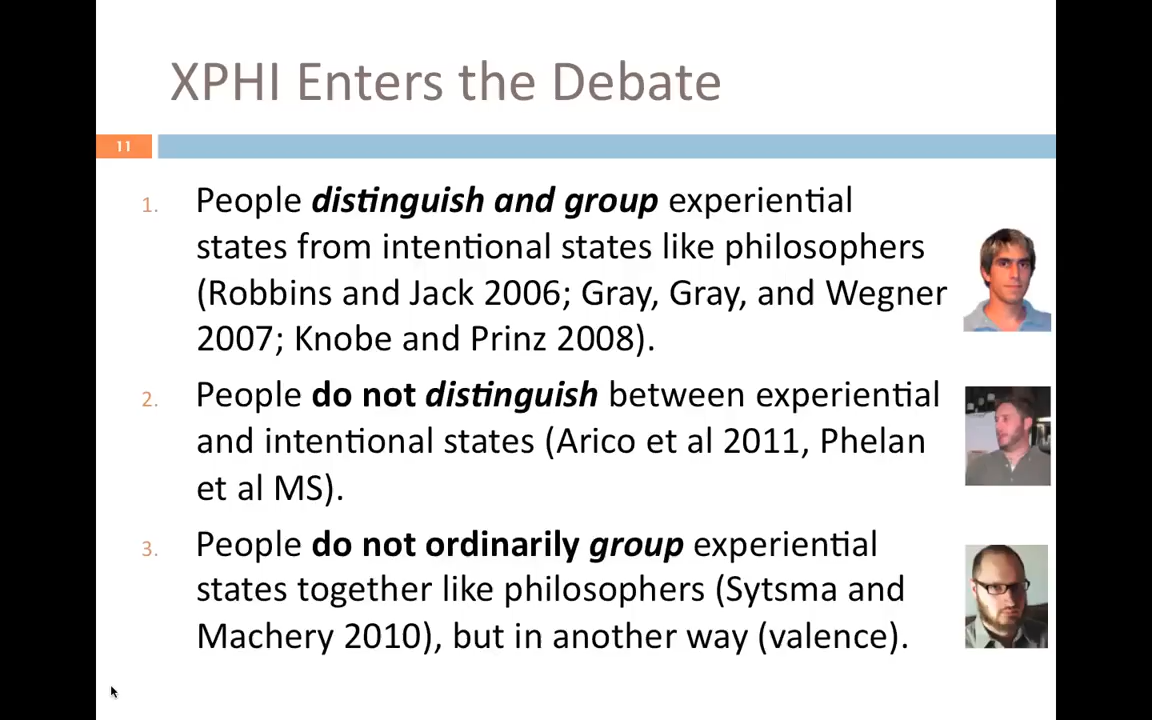 XPHI Enters the Debate
11
1. People distinguish and group experiential
states from intentional states like philosophers
(Robbins and Jack 2006; Gray, Gray, and Wegner
2007; Knobe and Prinz 2008).
2. People do not distinguish between experiential
and intentional states (Arico et al 2011, Phelan
et al MS).
3. People do not ordinarily group experiential
states together like philosophers (Sytsma and
Machery 2010), but in another way (valence).